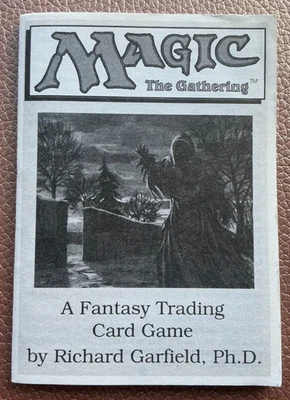 MAGIC
The Gathering™
A Fantasy Trading
Card Game
by Richard Garfield, Ph.D.